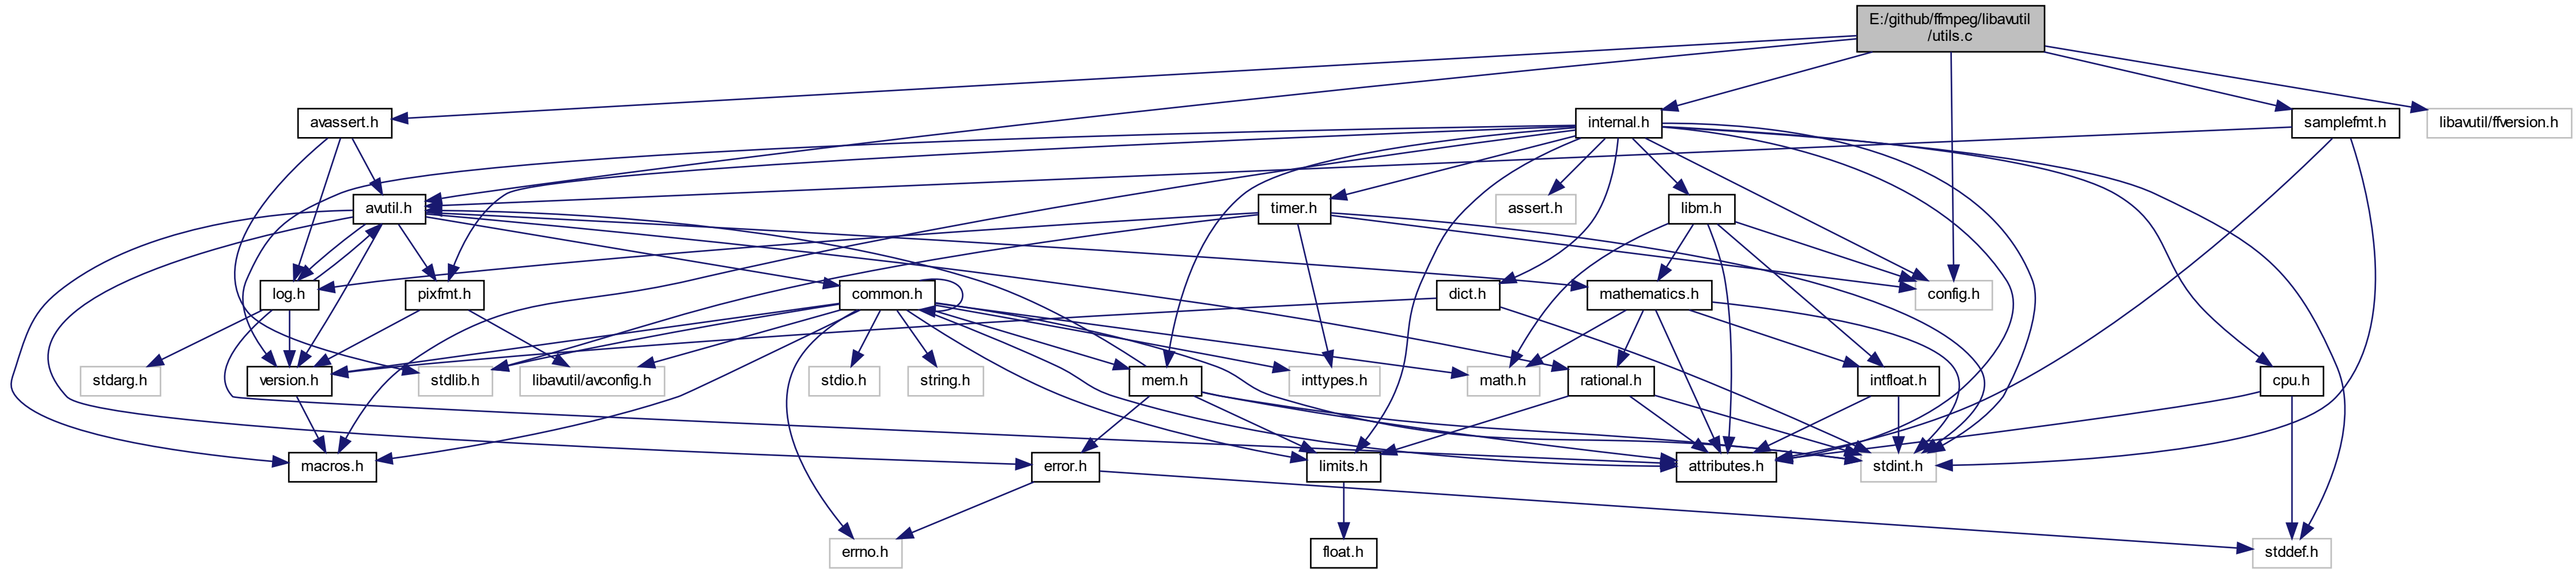 E:/github/ffmpeg/libavutil
/utils.c
avassert.h
internal.h
samplefmt.h
libavutil/ffversion.h
avutil.h
timer.h
assert.h
libm.h
log.h
pixfmt.h
common.h
dict.h
mathematics.h
config.h
stdarg.h
version.h
stdlib.h
libavutil/avconfig.h
stdio.h
string.h
mem.h
inttypes.h
math.h
rational.h
intfloat.h
cpu.h
macros.h
error.h
limits.h
attributes.h
stdint.h
errno.h
float.h
stddef.h